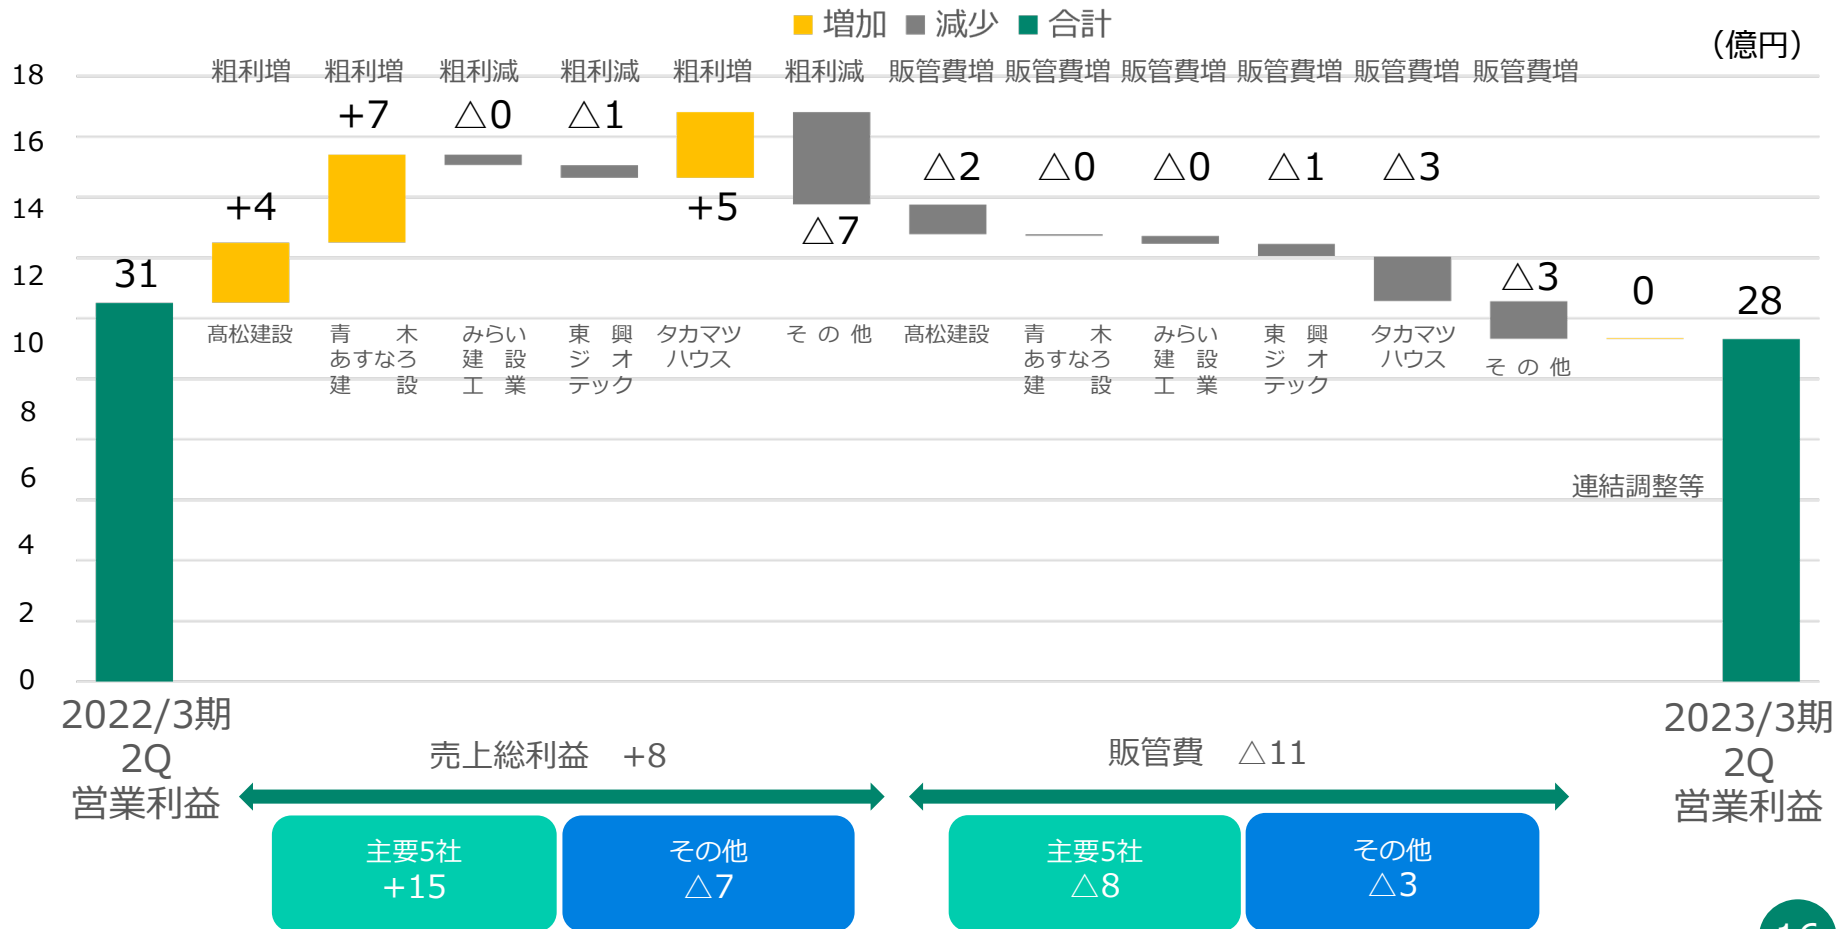 増加 減少 合計
（億円）
粗利増 粗利増 粗利減 粗利減 粗利増 粗利減 販管費増 販管費増 販管費増 販管費増 販管費増 販管費増
18
16
14
12
10
8
6
4
2
0
31
+4
+7
△0
△1
+5
△7
△2
△0
△0
△1
△3
△3
0
28
髙松建設
青木
あすなろ
建設
みらい
建設
工業
東興
ジオ
テック
タカマツ
ハウス
その他
髙松建設
青木
あすなろ
建設
みらい
建設
工業
東興
ジオ
テック
タカマツ
ハウス
その他
連結調整等
2022/3期
2Q
営業利益
2023/3期
2Q
営業利益
売上総利益　+8
販管費　△11
主要5社
+15
その他
△7
主要5社
△8
その他
△3
16